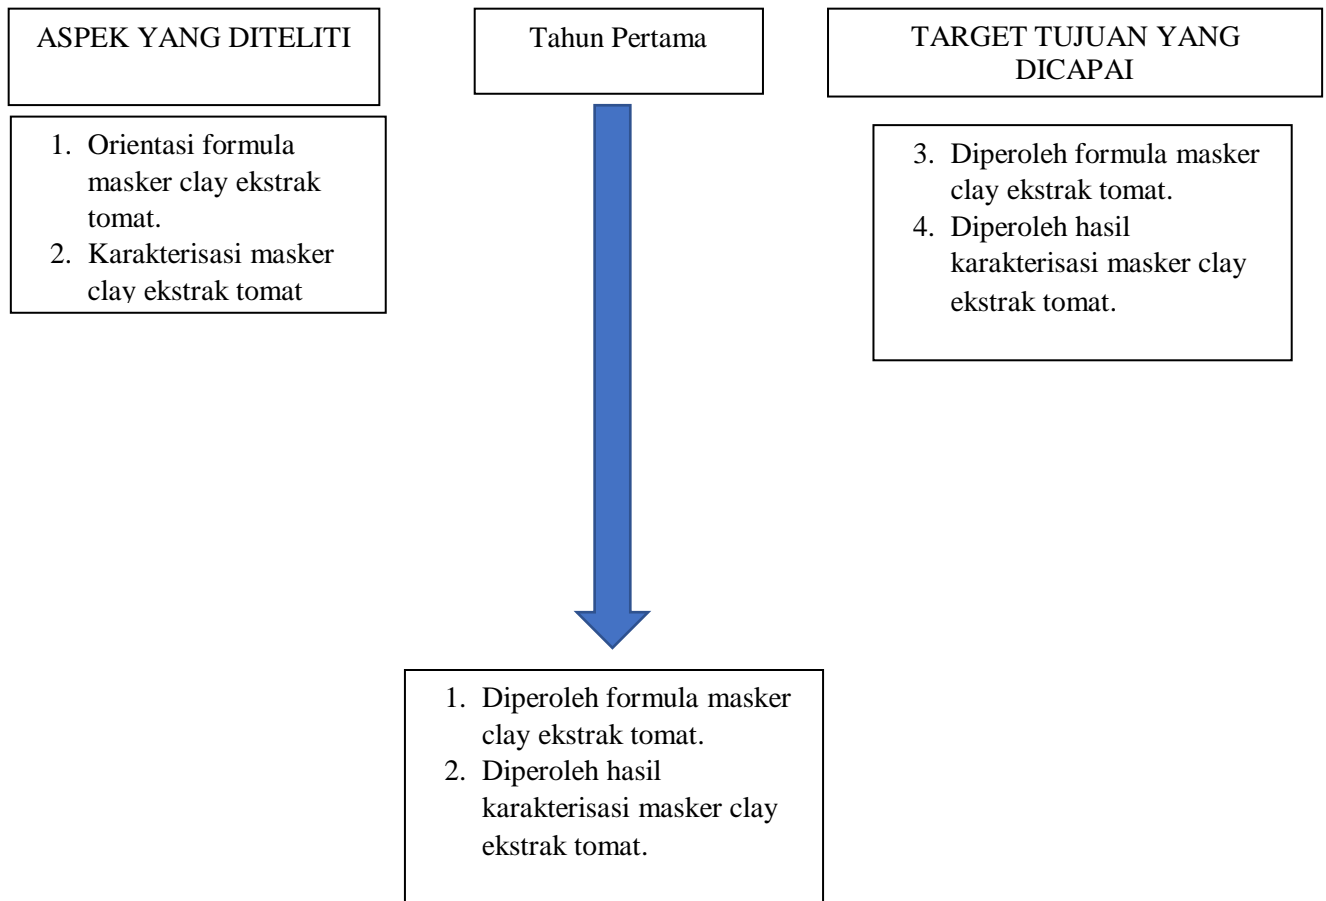 ASPEK YANG DITELITI
1. Orientasi formula
masker clay ekstrak
tomat.
2. Karakterisasi masker
clay ekstrak tomat
Tahun Pertama
TARGET TUJUAN YANG
DICAPAI
3. Diperoleh formula masker
clay ekstrak tomat.
4. Diperoleh hasil
karakterisasi masker clay
ekstrak tomat.
1. Diperoleh formula masker
clay ekstrak tomat.
2. Diperoleh hasil
karakterisasi masker clay
ekstrak tomat.